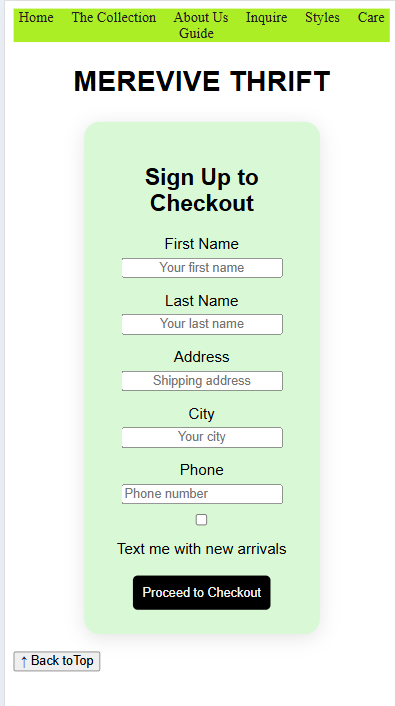 Home The Collection About Us Inquire Styles Care
Guide
MEREVIVE THRIFT
Sign Up to
Checkout
First Name
Your first name
Last Name
Your last name
Address
Shipping address
City
Your city
Phone
Phone number
Text me with new arrivals
Proceed to Checkout
↑ Back toTop